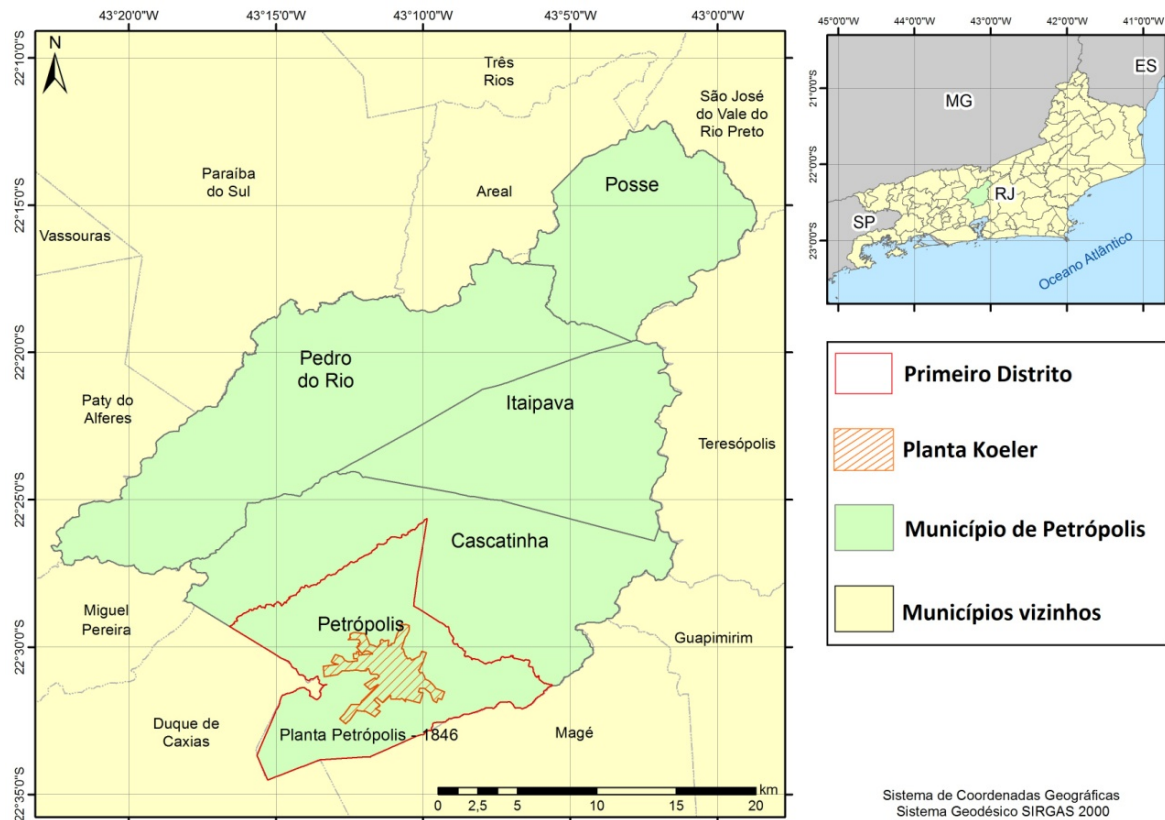 43°20'0"W
43°15'0"W
43°10'0"W
43°5'0"W
43°0'0"W
22°10'0"S
22°15'0"S
22°20'0"S
22°25'0"S
22°30'0"S
22°35'0"S
N
Três
Rios
São José
do Vale do
Rio Preto
Paraíba
do Sul
Areal
Posse
Vassouras
Pedro
do Rio
Itaipava
Paty do
Alferes
Teresópolis
Cascatinha
Miguel
Pereira
Petrópolis
Guapimirim
Duque de
Caxias
Planta Petrópolis - 1846
Magé
km
0 2,5 5 10 15 20
45°0'0"W
44°0'0"W
43°0'0"W
42°0'0"W
41°0'0"W
21°0'0"S
22°0'0"S
23°0'0"S
ES
MG
RJ
SP
Oceano Atlântico
Primeiro Distrito
Planta Koeler
Município de Petrópolis
Municípios vizinhos
Sistema de Coordenadas Geográficas
Sistema Geodésico SIRGAS 2000